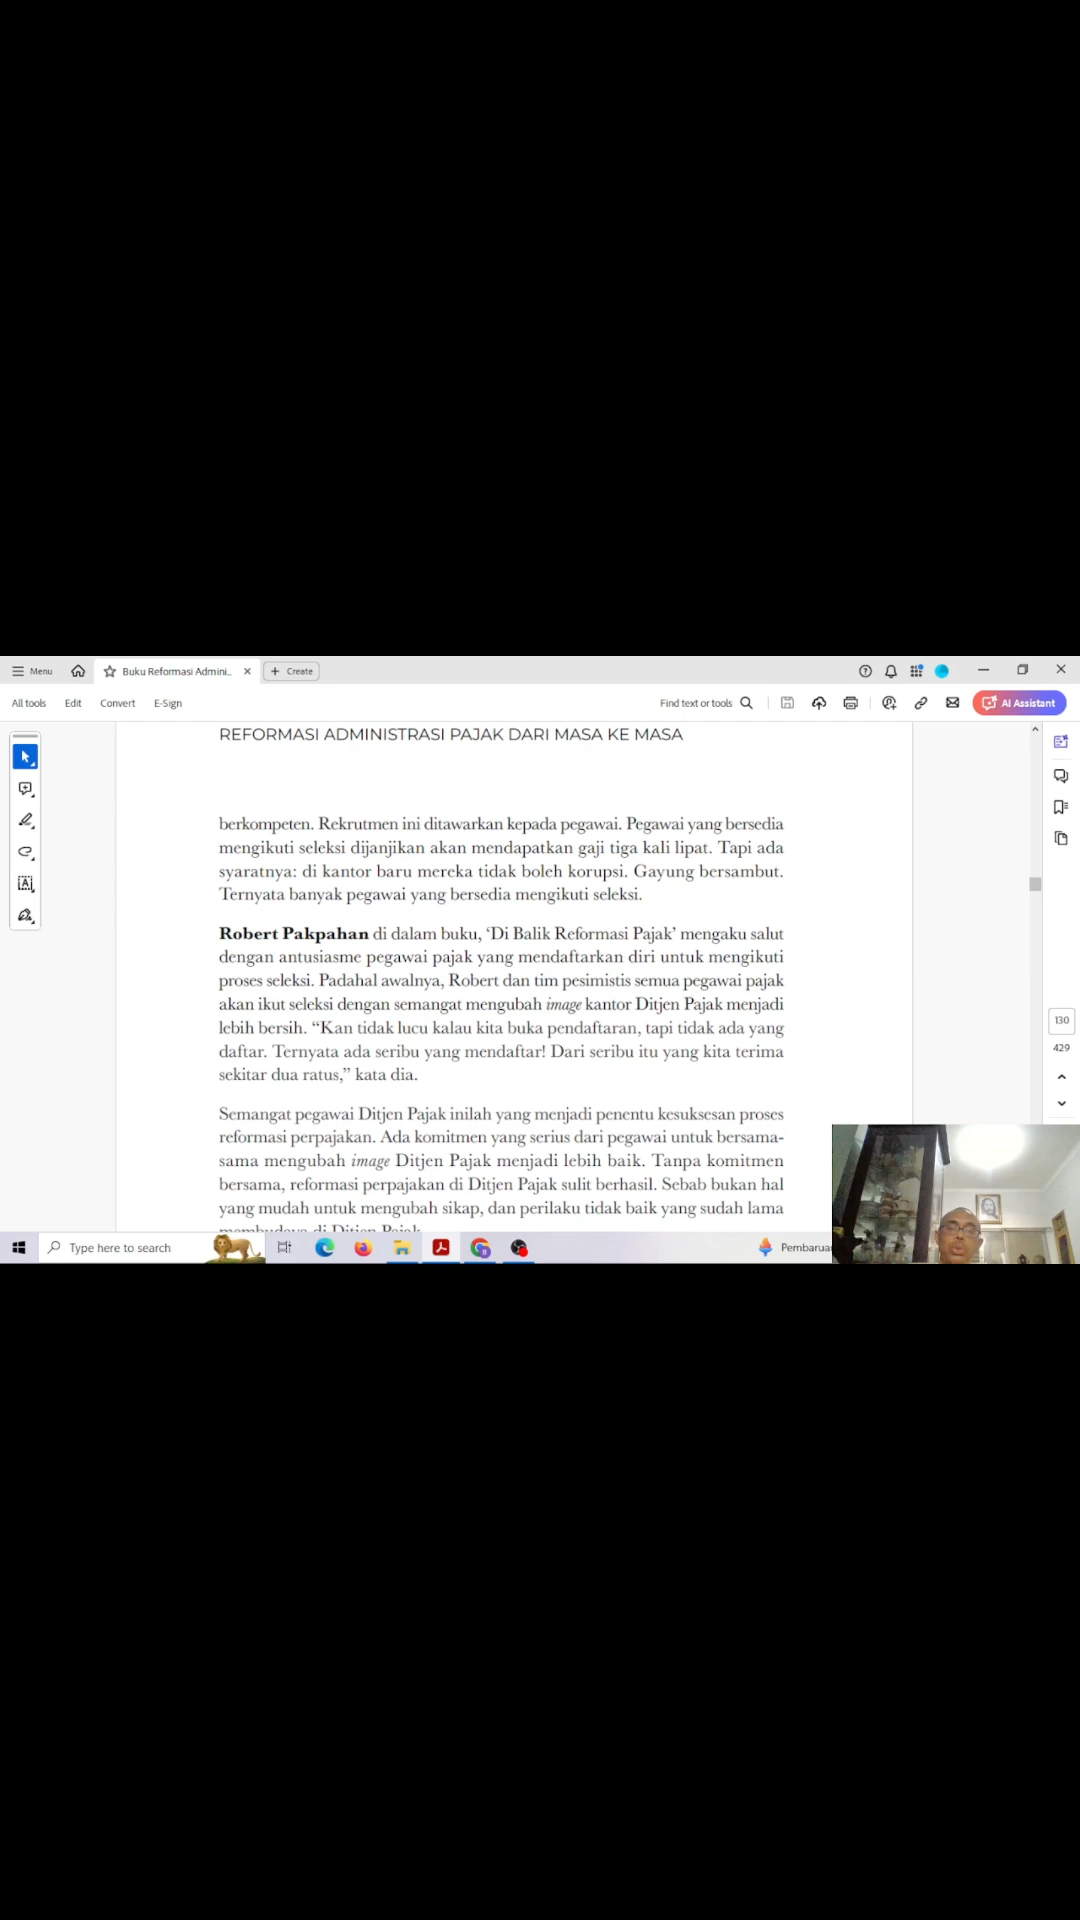 Menu
Buku Reformasi Admini...
Create
All tools
Edit
Convert
E-Sign
Find text or tools
AI Assistant
REFORMASI ADMINISTRASI PAJAK DARI MASA KE MASA
berkompeten. Rekrutmen ini ditawarkan kepada pegawai. Pegawai yang bersedia
mengikuti seleksi dijanjikan akan mendapatkan gaji tiga kali lipat. Tapi ada
syaratnya: di kantor baru mereka tidak boleh korupsi. Gayung bersambut.
Ternyata banyak pegawai yang bersedia mengikuti seleksi.
Robert Pakpahan di dalam buku, ‘Di Balik Reformasi Pajak’ mengaku salut
dengan antusiasme pegawai pajak yang mendaftarkan diri untuk mengikuti
proses seleksi. Padahal awalnya, Robert dan tim pesimistis semua pegawai pajak
akan ikut seleksi dengan semangat mengubah image kantor Ditjen Pajak menjadi
lebih bersih. “Kan tidak lucu kalau kita buka pendaftaran, tapi tidak ada yang
daftar. Ternyata ada seribu yang mendaftar! Dari seribu itu yang kita terima
sekitar dua ratus,” kata dia.
Semangat pegawai Ditjen Pajak inilah yang menjadi penentu kesuksesan proses
reformasi perpajakan. Ada komitmen yang serius dari pegawai untuk bersama-
sama mengubah image Ditjen Pajak menjadi lebih baik. Tanpa komitmen
bersama, reformasi perpajakan di Ditjen Pajak sulit berhasil. Sebab bukan hal
yang mudah untuk mengubah sikap, dan perilaku tidak baik yang sudah lama
membudaya di Ditjen Pajak.
130
429
Type here to search